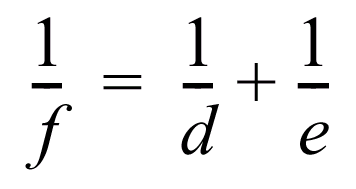 1/f = 1/d + 1/e